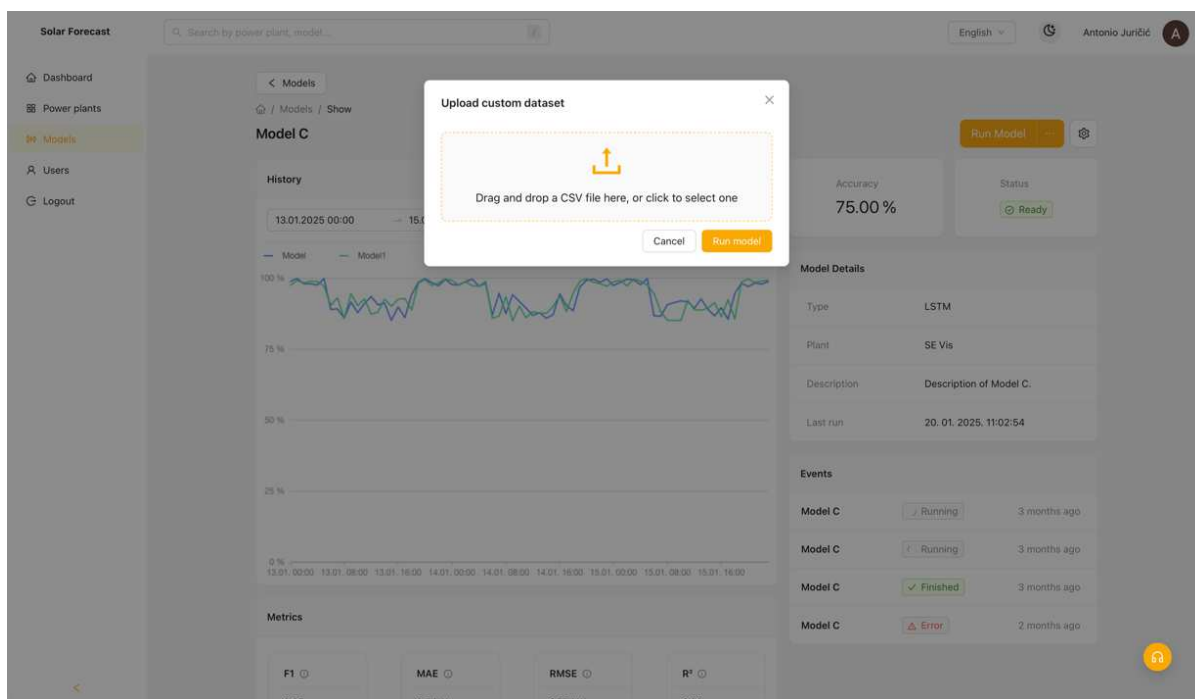 Solar Forecast
Search by power plant, model...
/
English
Antonio Juričić
A
Dashboard
Power plants
Models
Users
Logout
Models
/ Models / Show
Model C
Run Model
Upload custom dataset
Drag and drop a CSV file here, or click to select one
Cancel
Run model
History
13.01.2025 00:00 → 15.0
Model
Model1
100 %
75 %
50 %
25 %
0 %
13.01. 00:00 13.01. 08:00 13.01. 16:00 14.01. 00:00 14.01. 08:00 14.01. 16:00 15.01. 00:00 15.01. 08:00 15.01. 16:00
Metrics
F1
MAE
RMSE
R²
Accuracy
75.00 %
Status
Ready
Model Details
Type LSTM
Plant SE Vis
Description Description of Model C.
Last run 20. 01. 2025. 11:02:54
Events
Model C Running 3 months ago
Model C Running 3 months ago
Model C Finished 3 months ago
Model C Error 2 months ago